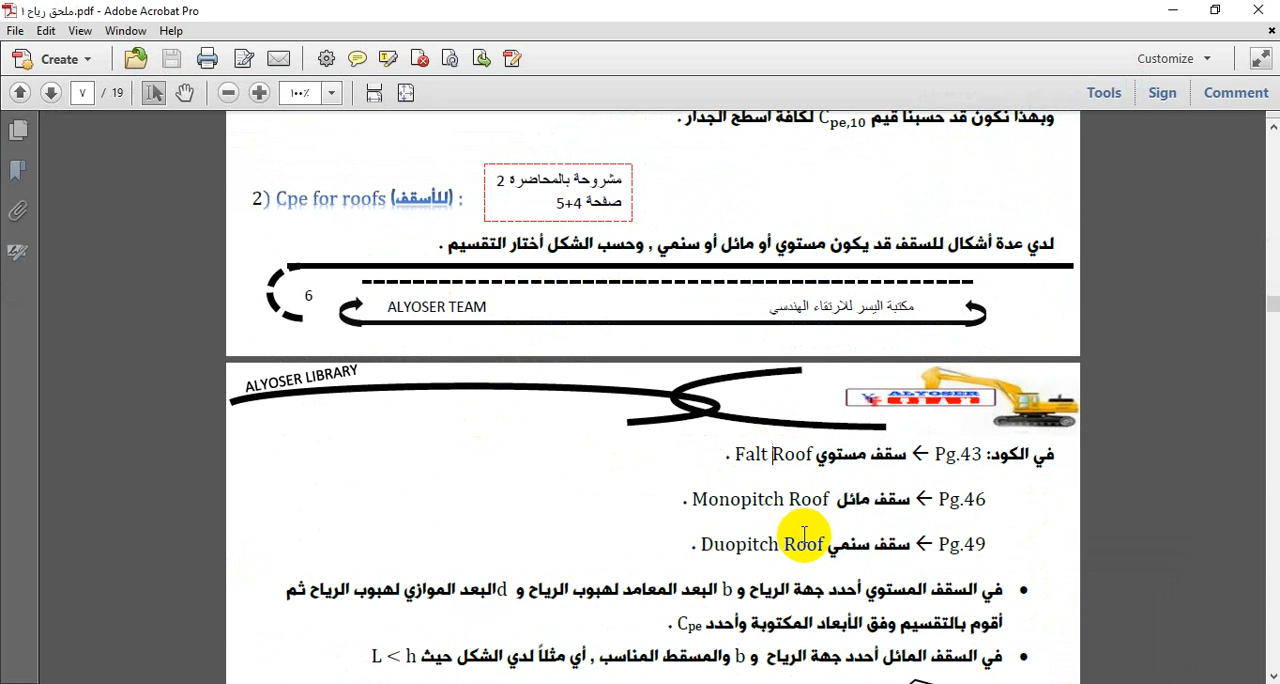 ملحق رياح ١.pdf - Adobe Acrobat Pro
File Edit View Window Help
Create
Customize
٧ / 19
١٠٠٪
Tools Sign Comment
وبهذا نكون قد حسبنا قيم Cpe,10 لكافة اسطح الجدار .
2) Cpe for roofs (للأسقف) :
مشروحة بالمحاضرة 2
صفحة 4+5
لدي عدة أشكال للسقف قد يكون مستوي أو مائل أو سنمي , وحسب الشكل أختار التقسيم .
6
ALYOSER TEAM
مكتبة اليسر للارتقاء الهندسي
ALYOSER LIBRARY
ALYOSER
في الكود: Pg.43 ← سقف مستوي Falt Roof .
Pg.46 ← سقف مائل Monopitch Roof .
Pg.49 ← سقف سنمي Duopitch Roof .
• في السقف المستوي أحدد جهة الرياح و b البعد المعامد لهبوب الرياح و d البعد الموازي لهبوب الرياح ثم
أقوم بالتقسيم وفق الأبعاد المكتوبة وأحدد Cpe .
• في السقف المائل أحدد جهة الرياح و b والمسقط المناسب , أي مثلاً لدي الشكل حيث L < h